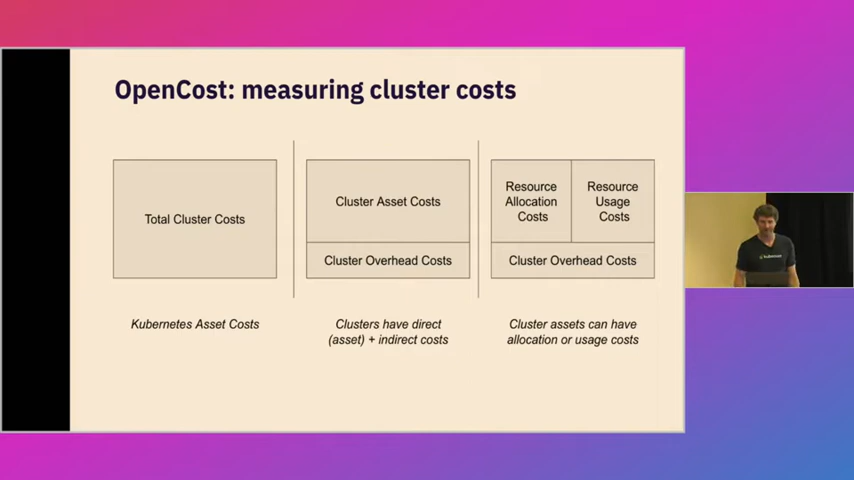 OpenCost: measuring cluster costs
Total Cluster Costs
Kubernetes Asset Costs
Cluster Asset Costs
Cluster Overhead Costs
Clusters have direct
(asset) + indirect costs
Resource
Allocation
Costs
Resource
Usage
Costs
Cluster Overhead Costs
Cluster assets can have
allocation or usage costs